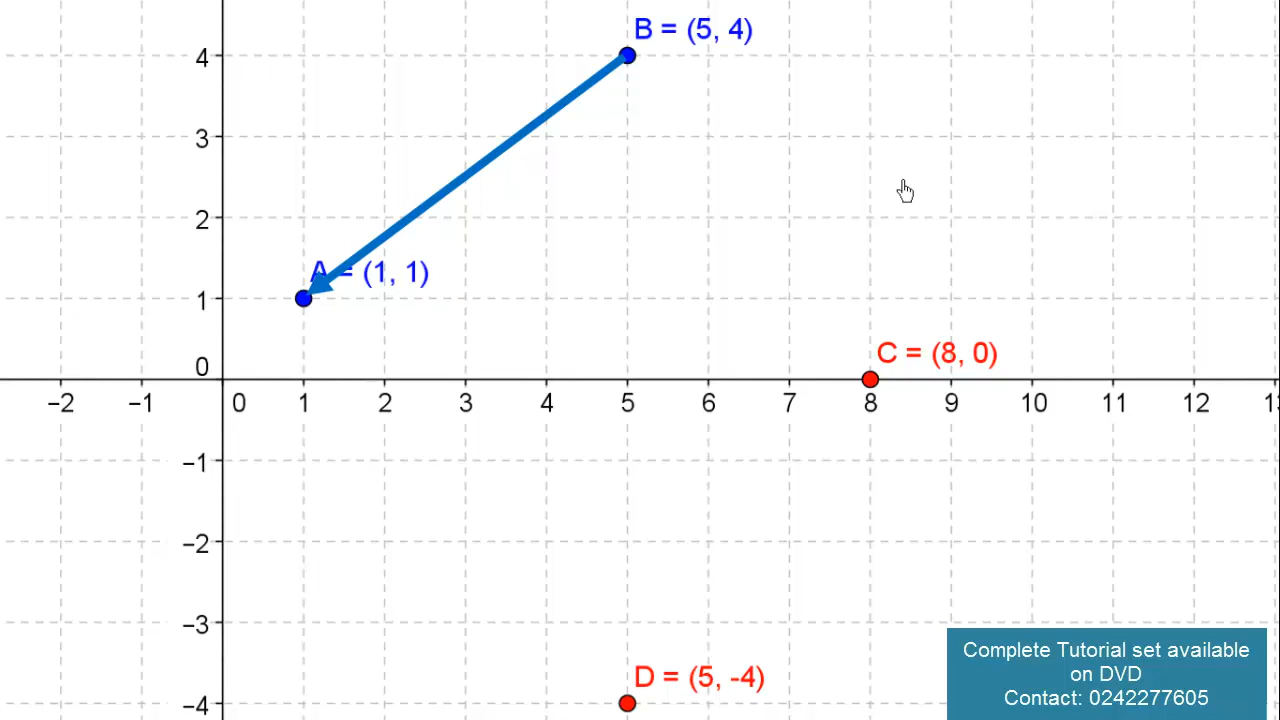 B = (5, 4)
4
3
2
A = (1, 1)
1
C = (8, 0)
0
−2 −1 0 1 2 3 4 5 6 7 8 9 10 11 12
−1
−2
−3
Complete Tutorial set available
on DVD
Contact: 0242277605
D = (5, -4)
−4